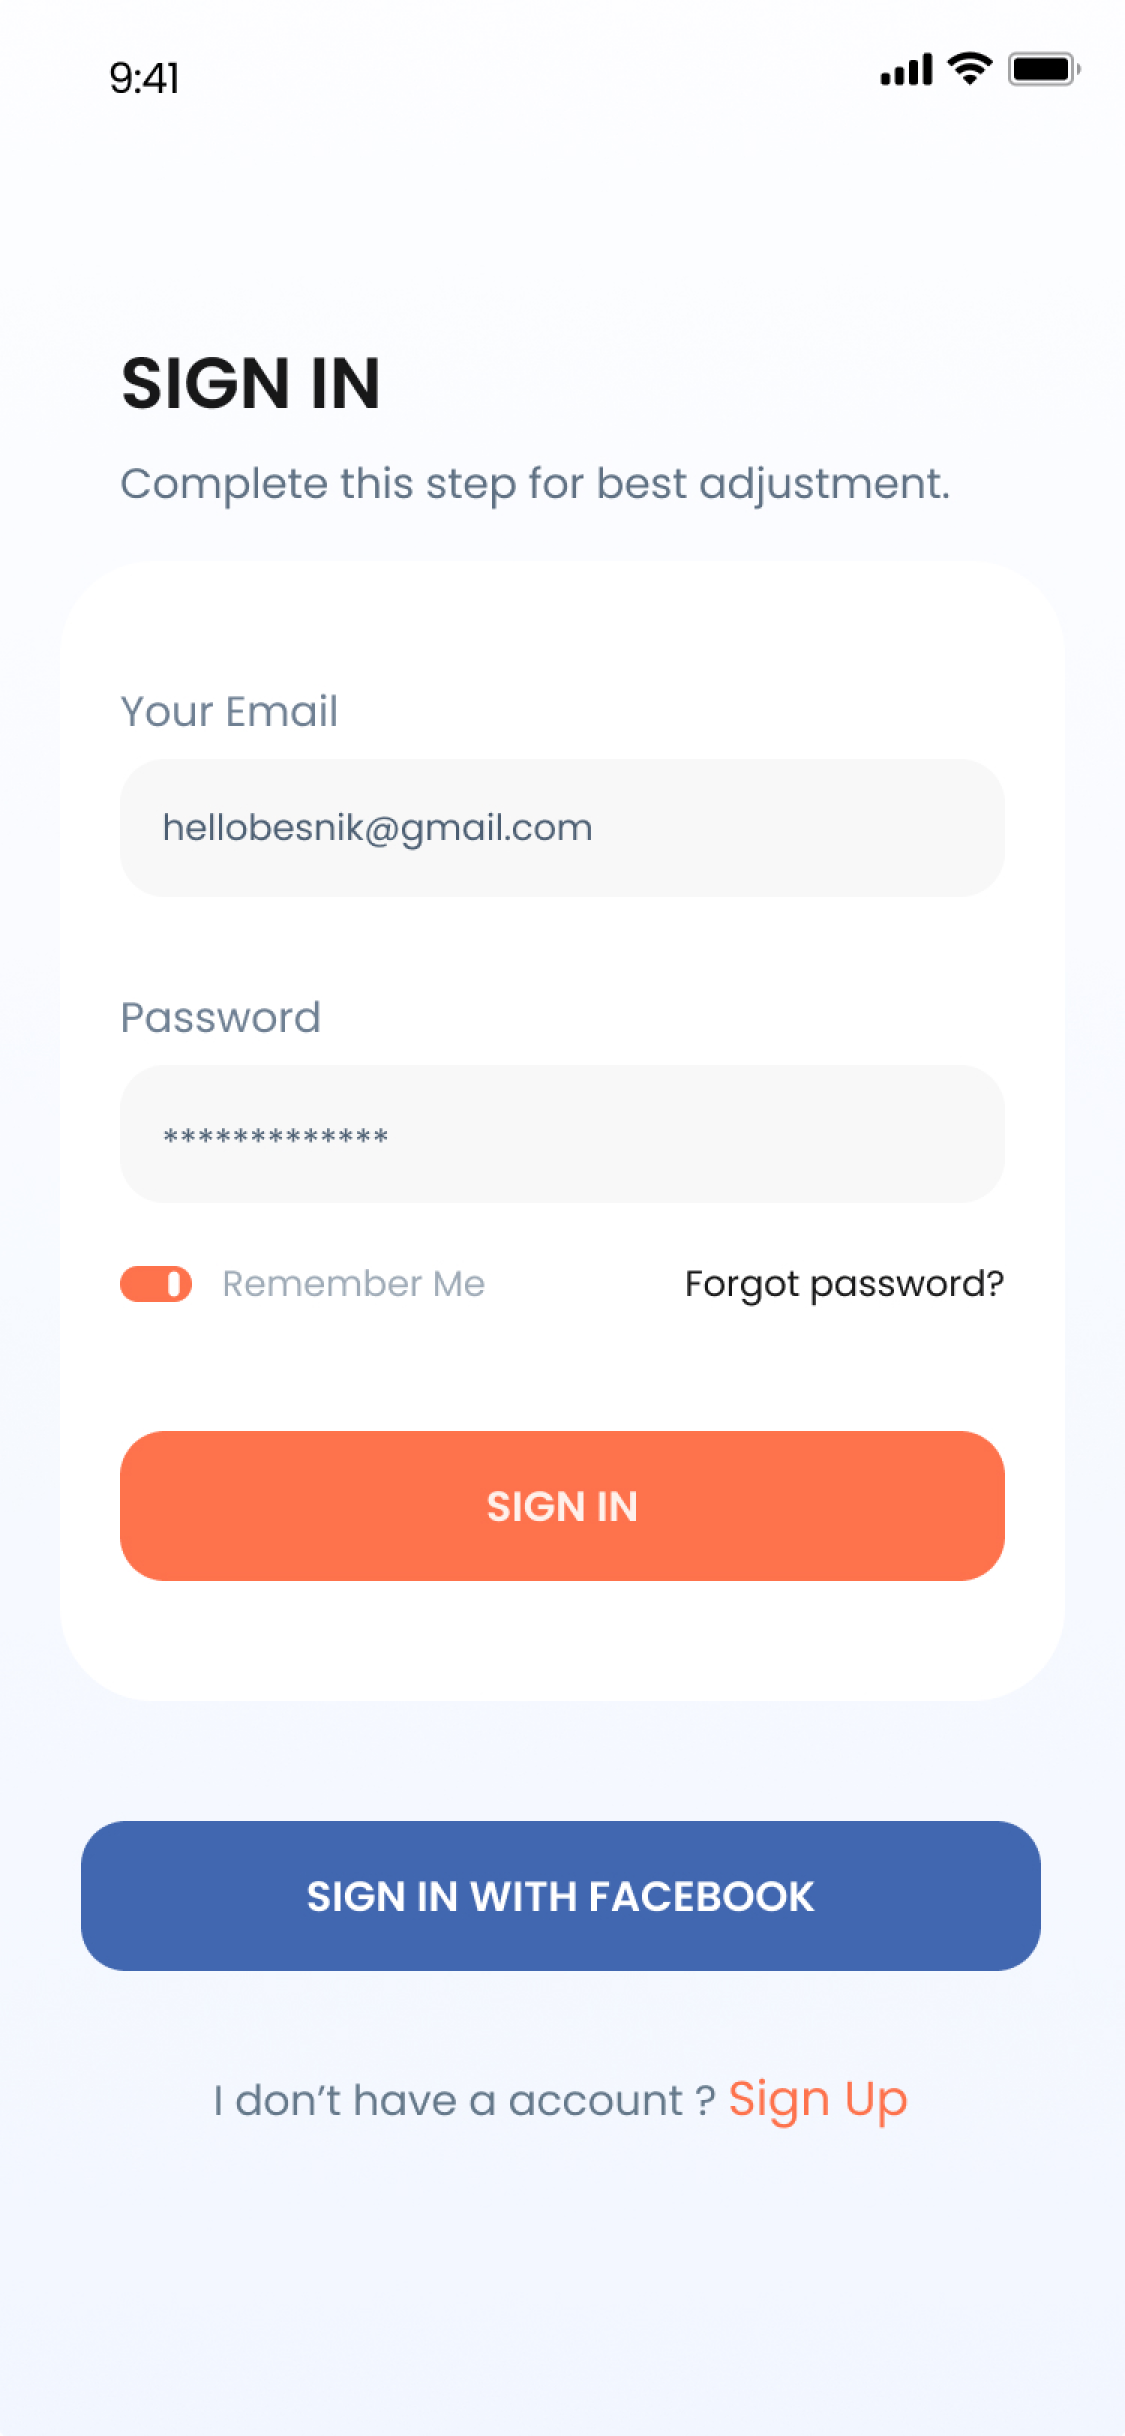 9:41
SIGN IN
Complete this step for best adjustment.
Your Email
hellobesnik@gmail.com
Password
*************
Remember Me Forgot password?
SIGN IN
SIGN IN WITH FACEBOOK
I don’t have a account ? Sign Up